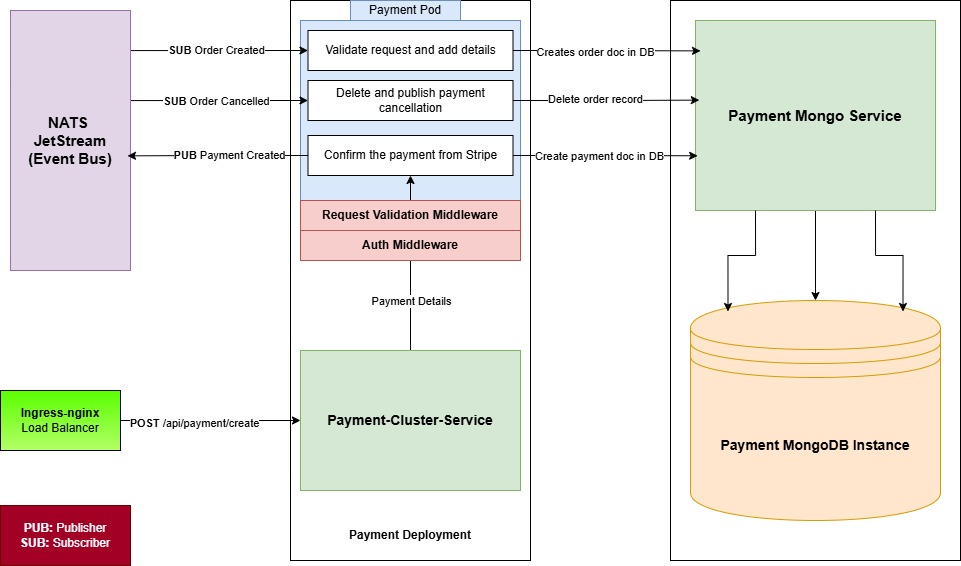 Payment Pod
SUB Order Created
Validate request and add details
Creates order doc in DB
SUB Order Cancelled
Delete and publish payment
cancellation
Delete order record
NATS
JetStream
(Event Bus)
Payment Mongo Service
PUB Payment Created
Confirm the payment from Stripe
Create payment doc in DB
Request Validation Middleware
Auth Middleware
Payment Details
Ingress-nginx
Load Balancer
POST /api/payment/create
Payment-Cluster-Service
Payment MongoDB Instance
PUB: Publisher
SUB: Subscriber
Payment Deployment